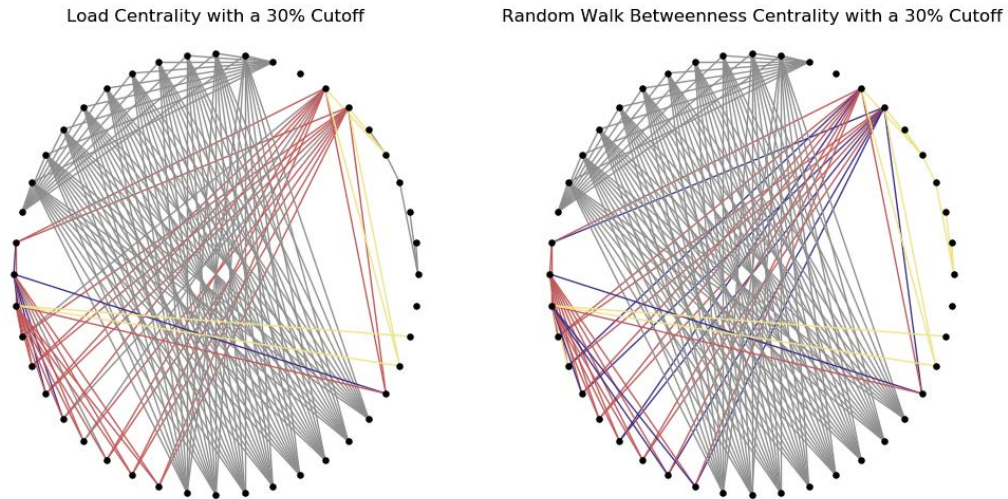 Load Centrality with a 30% Cutoff
Random Walk Betweenness Centrality with a 30% Cutoff